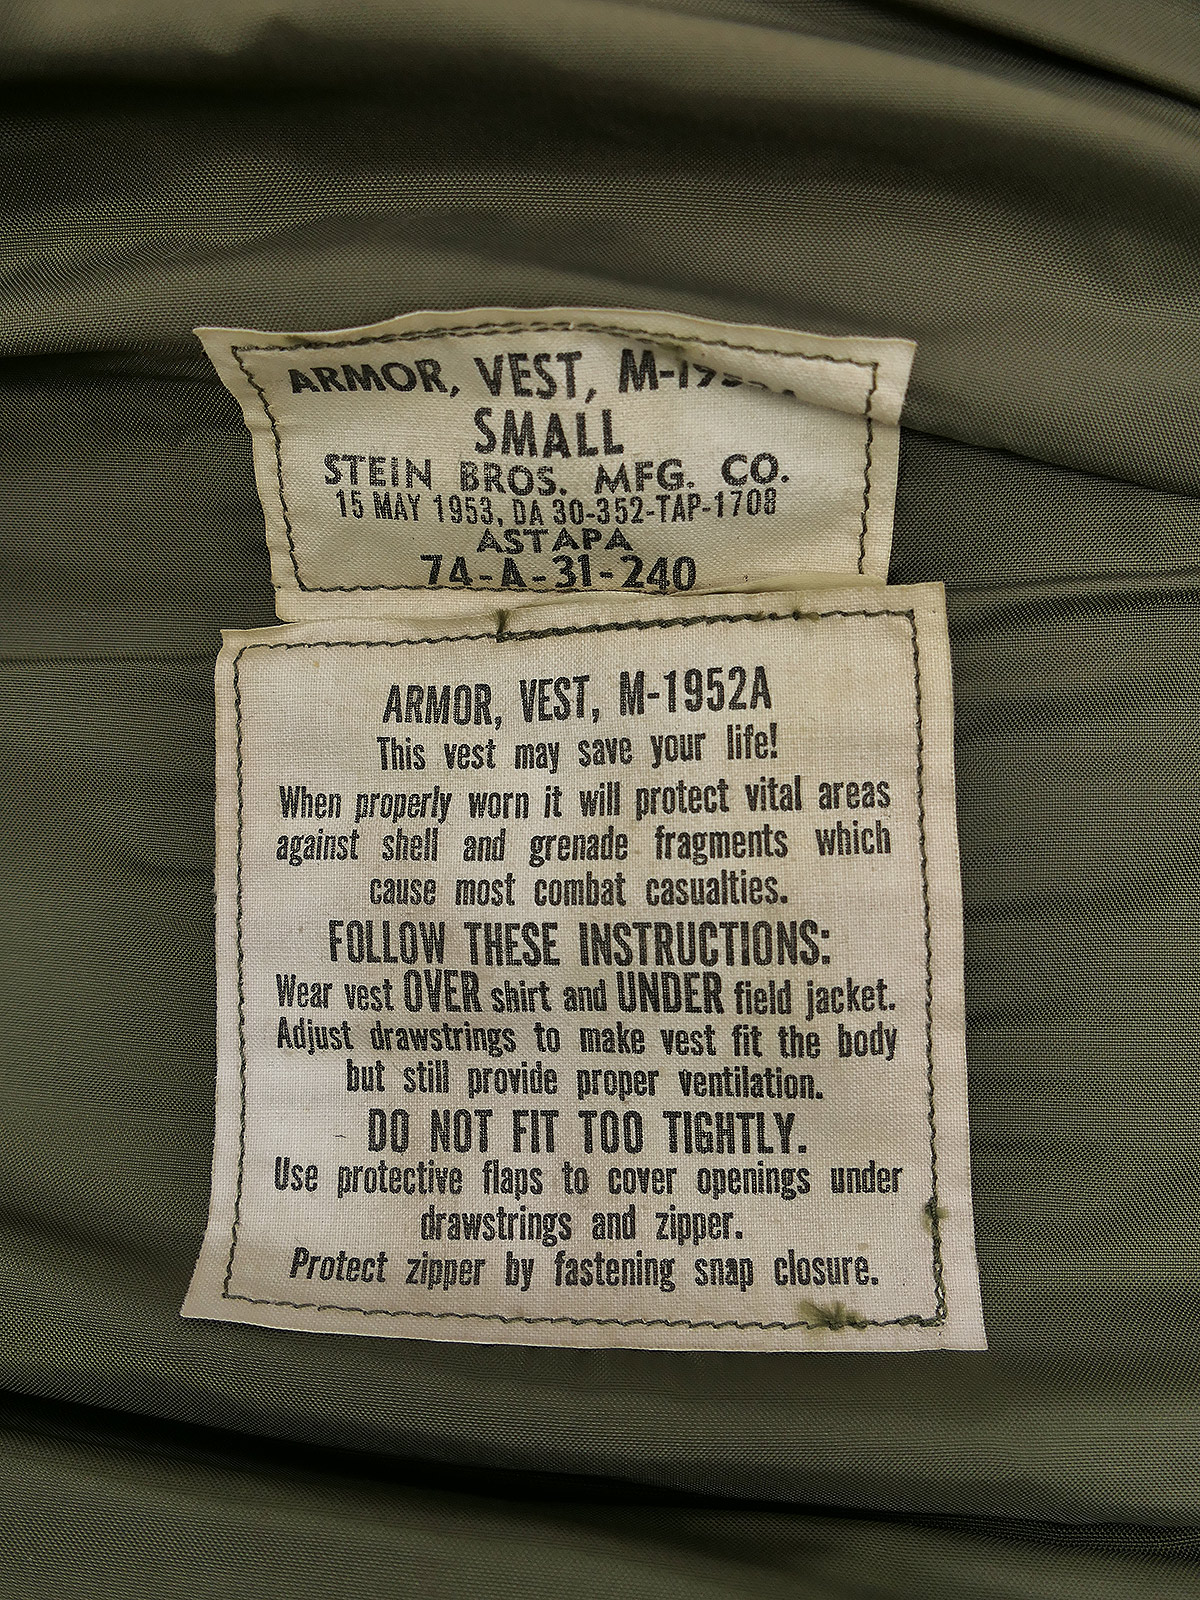 ARMOR, VEST,
SMALL
STEIN BROS. MFG. CO.
15 MAY 1953, DA 30-352-TAP-1708
ASTAPA
74-A-31-240
ARMOR, VEST, M-1952A
This vest may save your life!
When properly worn it will protect vital areas
against shell and grenade fragments which
cause most combat casualties.
FOLLOW THESE INSTRUCTIONS:
Wear vest OVER shirt and UNDER field jacket.
Adjust drawstrings to make vest fit the body
but still provide proper ventilation.
DO NOT FIT TOO TIGHTLY.
Use protective flaps to cover openings under
drawstrings and zipper.
Protect zipper by fastening snap closure.